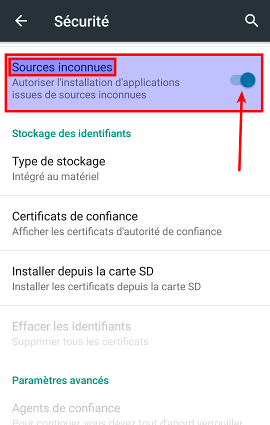 Sécurité
Sources inconnues
Autoriser l'installation d'applications
issues de sources inconnues
Stockage des identifiants
Type de stockage
Intégré au matériel
Certificats de confiance
Afficher les certificats d'autorité de confiance
Installer depuis la carte SD
Installer les certificats depuis la carte SD
Effacer les identifiants
Supprimer tous les certificats
Paramètres avancés
Agents de confiance
Pour continuer, vous devez tout d'abord verrouiller